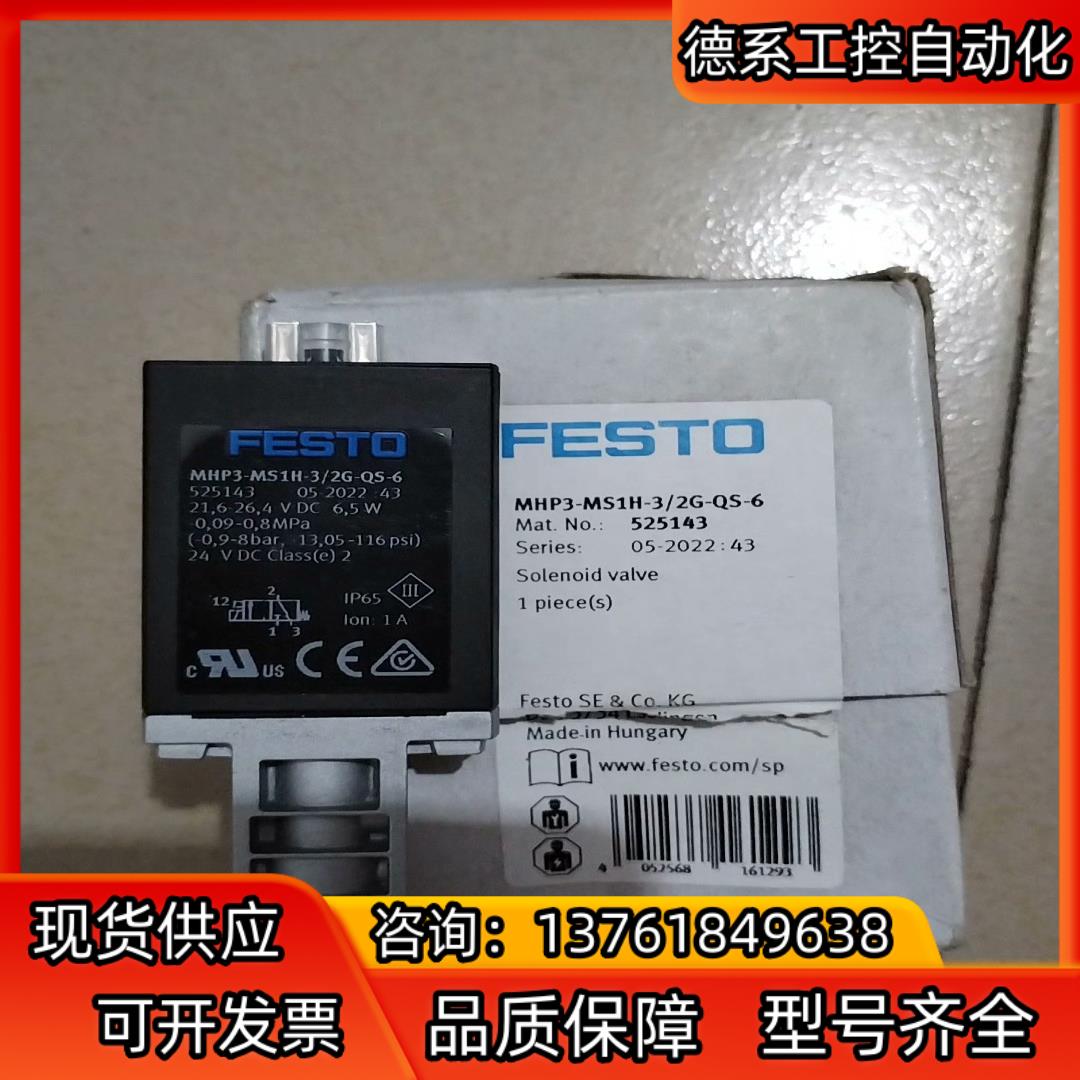 德系工控自动化
FESTO
MHP3-MS1H-3/2G-QS-6
525143 05-2022:43
21,6-26,4 V DC 6,5 W
-0,09-0,8MPa
(-0,9-8bar, 13,05-116 psi)
24 V DC Class(e) 2
12 2
1 3
IP65 III
Ion: 1 A
C RU US CE
FESTO
MHP3-MS1H-3/2G-QS-6
Mat. No.: 525143
Series: 05-2022:43
Solenoid valve
1 piece(s)
Festo SE & Co. KG
Made in Hungary
i www.festo.com/sp
4 052568 161293
现货供应
咨询：13761849638
可开发票 品质保障 型号齐全